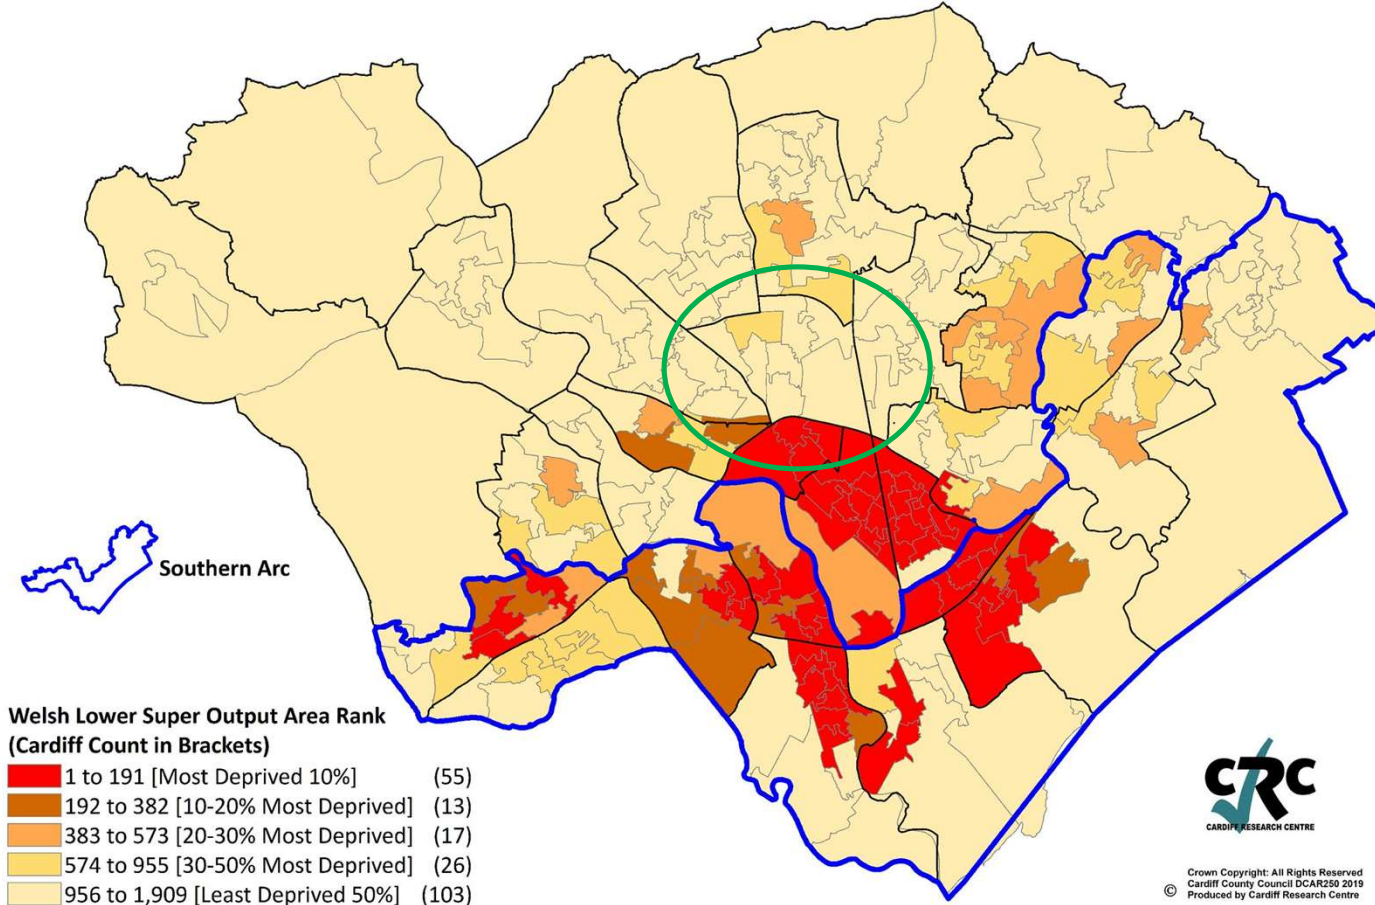 Southern Arc
Welsh Lower Super Output Area Rank
(Cardiff Count in Brackets)
1 to 191 [Most Deprived 10%] (55)
192 to 382 [10-20% Most Deprived] (13)
383 to 573 [20-30% Most Deprived] (17)
574 to 955 [30-50% Most Deprived] (26)
956 to 1,909 [Least Deprived 50%] (103)
CRC
CARDIFF RESEARCH CENTRE
Crown Copyright: All Rights Reserved
Cardiff County Council DCAR250 2019
© Produced by Cardiff Research Centre